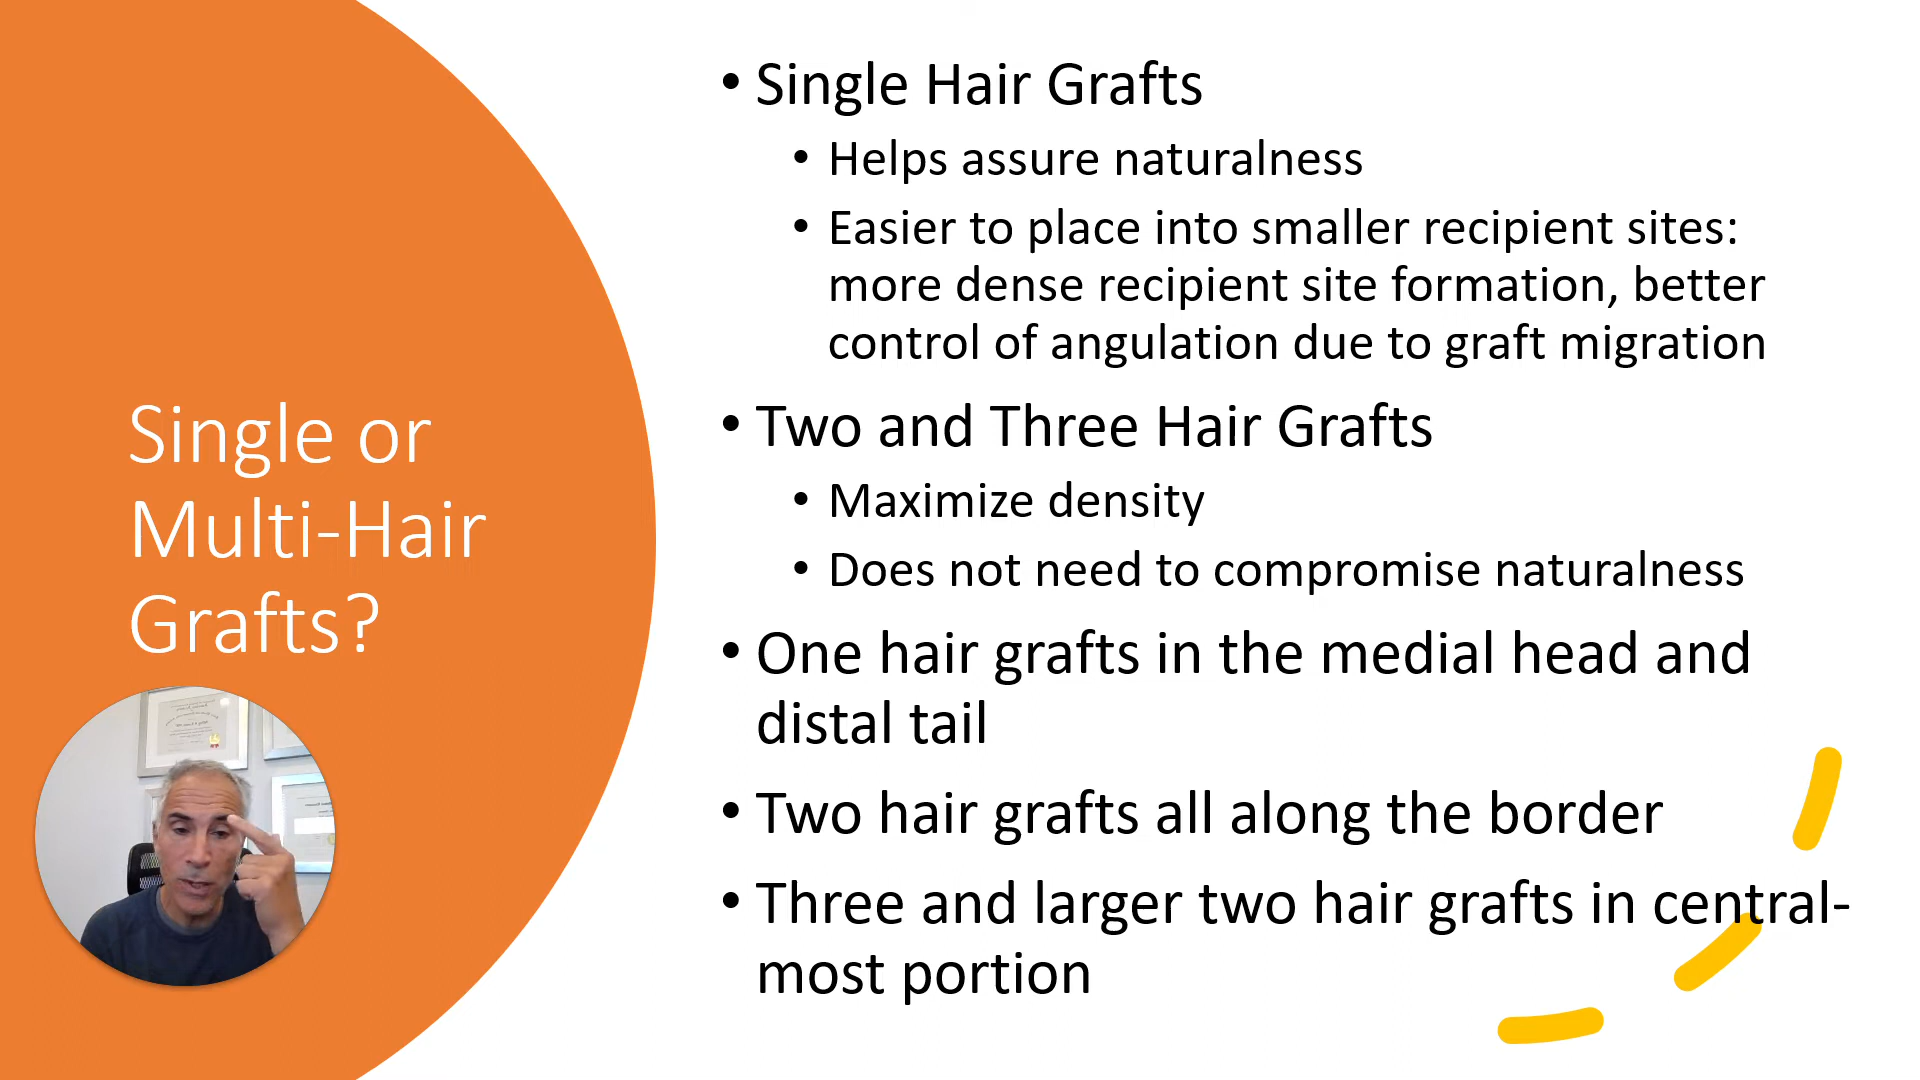 Single or
Multi-Hair
Grafts?
• Single Hair Grafts
• Helps assure naturalness
• Easier to place into smaller recipient sites:
more dense recipient site formation, better
control of angulation due to graft migration
• Two and Three Hair Grafts
• Maximize density
• Does not need to compromise naturalness
• One hair grafts in the medial head and
distal tail
• Two hair grafts all along the border
• Three and larger two hair grafts in central-
most portion